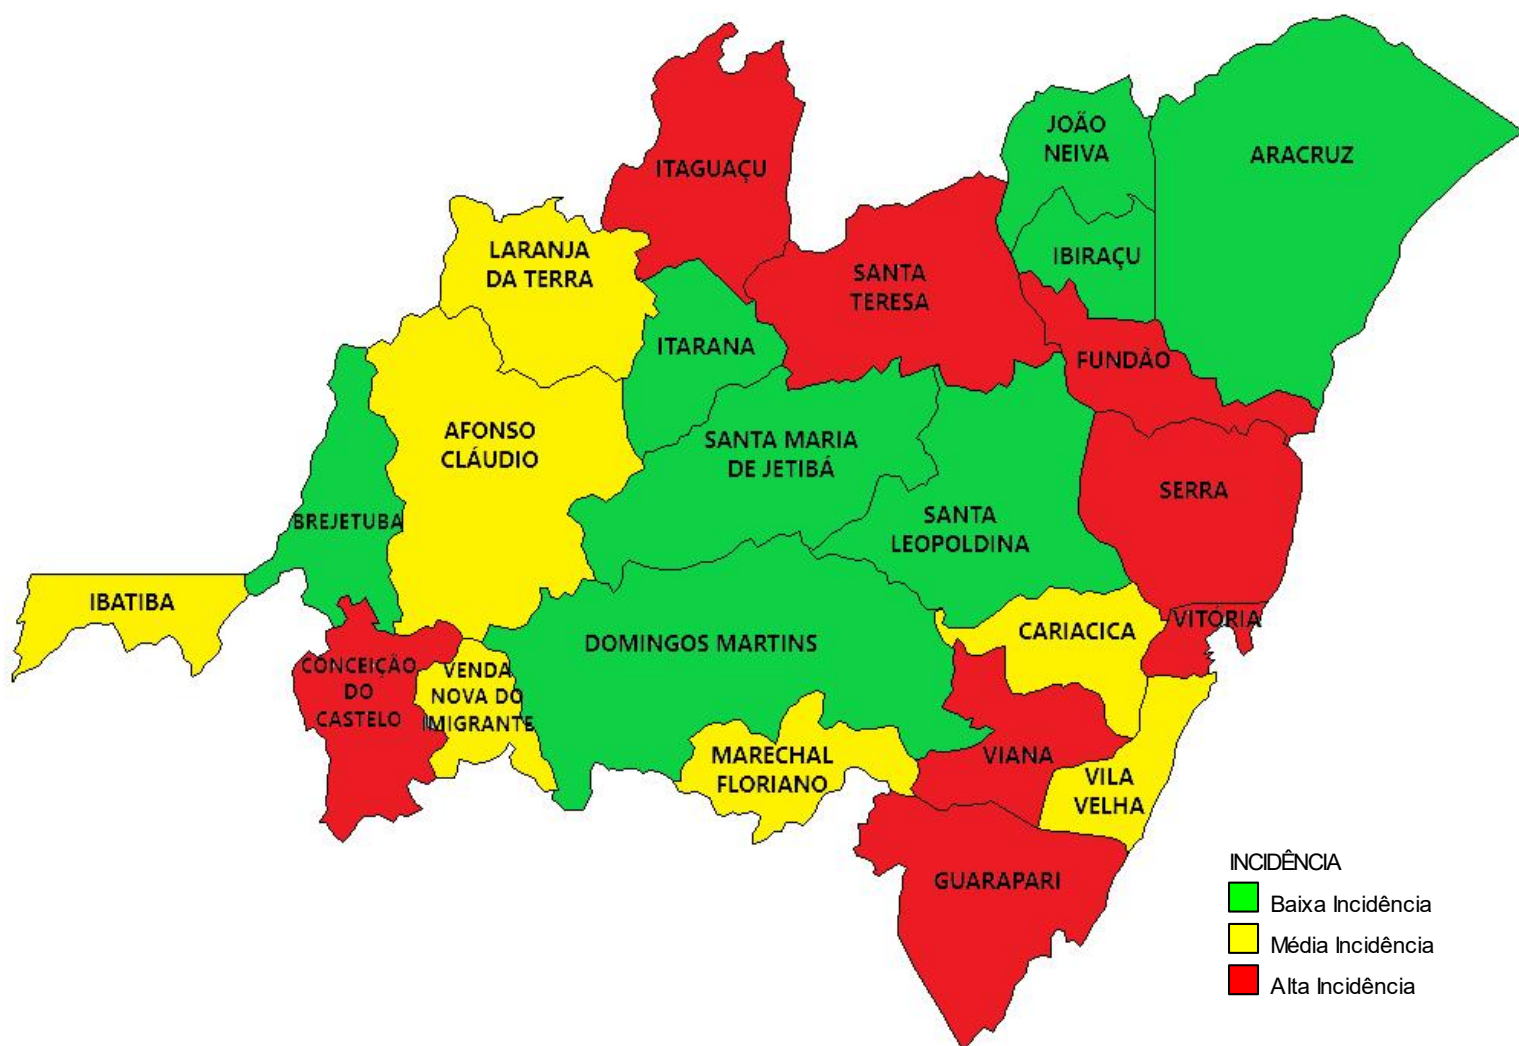 JOÃO
NEIVA
ARACRUZ
ITAGUAÇU
LARANJA
DA TERRA
IBIRAÇU
SANTA
TERESA
ITARANA
FUNDÃO
AFONSO
CLÁUDIO
SANTA MARIA
DE JETIBÁ
SERRA
BREJETUBA
SANTA
LEOPOLDINA
IBATIBA
VITÓRIA
CARIACICA
DOMINGOS MARTINS
CONCEIÇÃO
DO
CASTELO
VENDA
NOVA DO
IMIGRANTE
MARECHAL
FLORIANO
VIANA
VILA
VELHA
GUARAPARI
INCIDÊNCIA
Baixa Incidência
Média Incidência
Alta Incidência